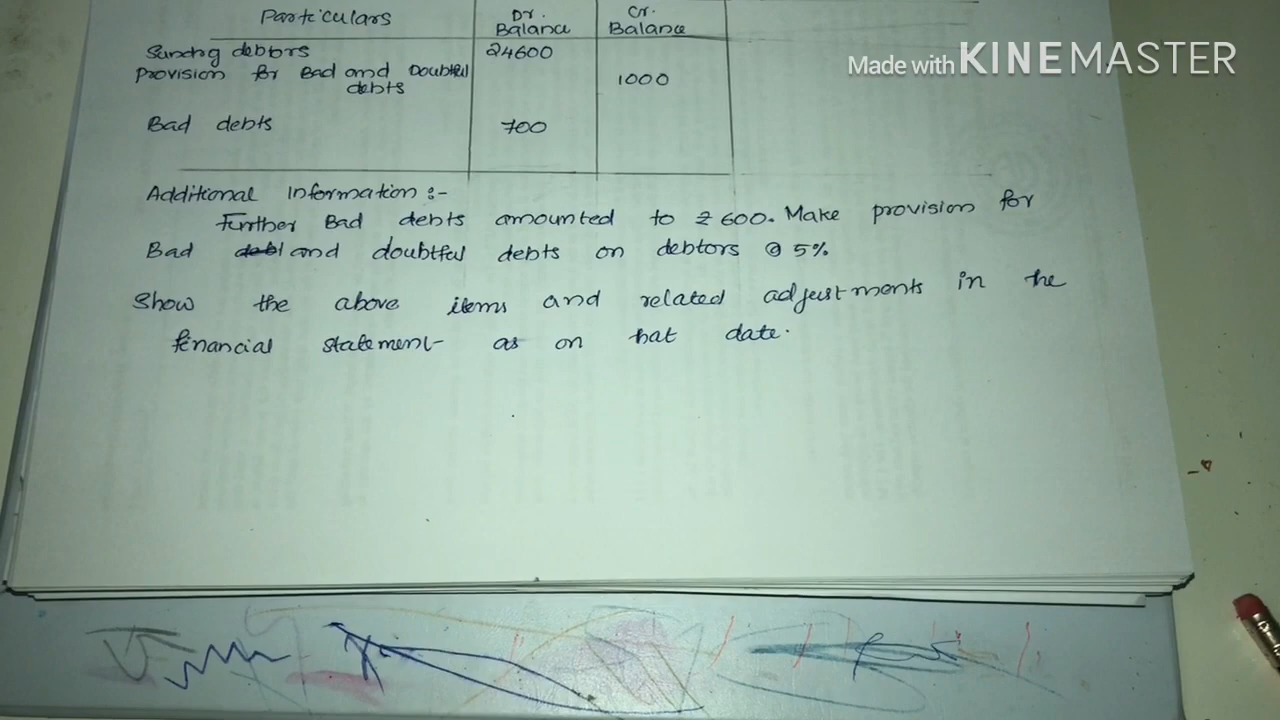 Particulars Dr. Balance Cr. Balance
Sundry debtors 24600
Provision for Bad and Doubtful debts 1000
Bad debts 700
Additional Information :-
Further Bad debts amounted to ₹ 600. Make provision for
Bad and doubtful debts on debtors @ 5%
Show the above items and related adjustments in the
financial statement as on that date.
Made with KINEMASTER